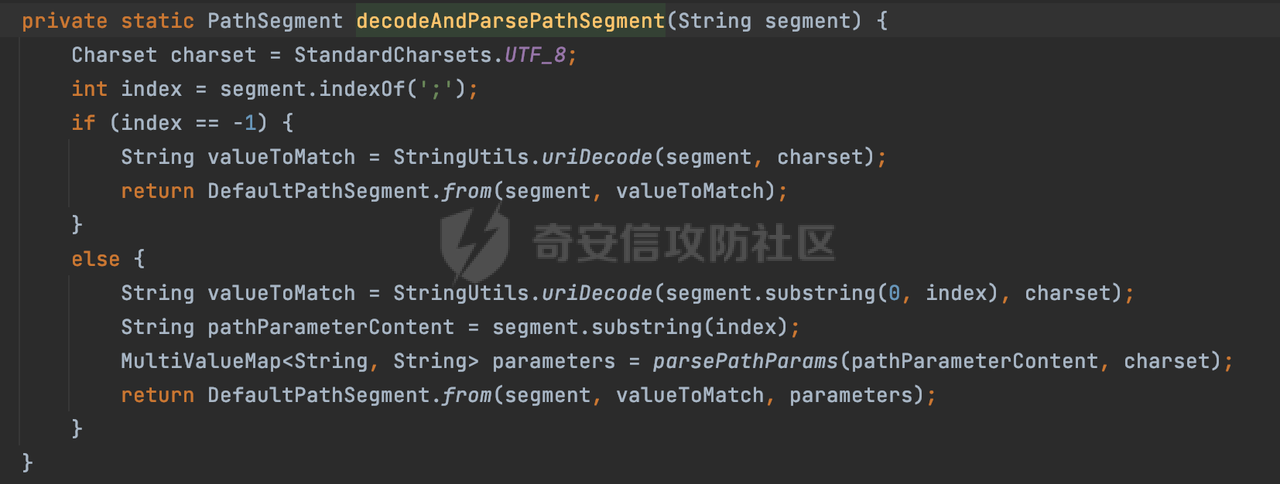 private static PathSegment decodeAndParsePathSegment(String segment) {
    Charset charset = StandardCharsets.UTF_8;
    int index = segment.indexOf(';');
    if (index == -1) {
        String valueToMatch = StringUtils.uriDecode(segment, charset);
        return DefaultPathSegment.from(segment, valueToMatch);
    }
    else {
奇安信攻防社区
        String valueToMatch = StringUtils.uriDecode(segment.substring(0, index), charset);
        String pathParameterContent = segment.substring(index);
        MultiValueMap<String, String> parameters = parsePathParams(pathParameterContent, charset);
        return DefaultPathSegment.from(segment, valueToMatch, parameters);
    }
}